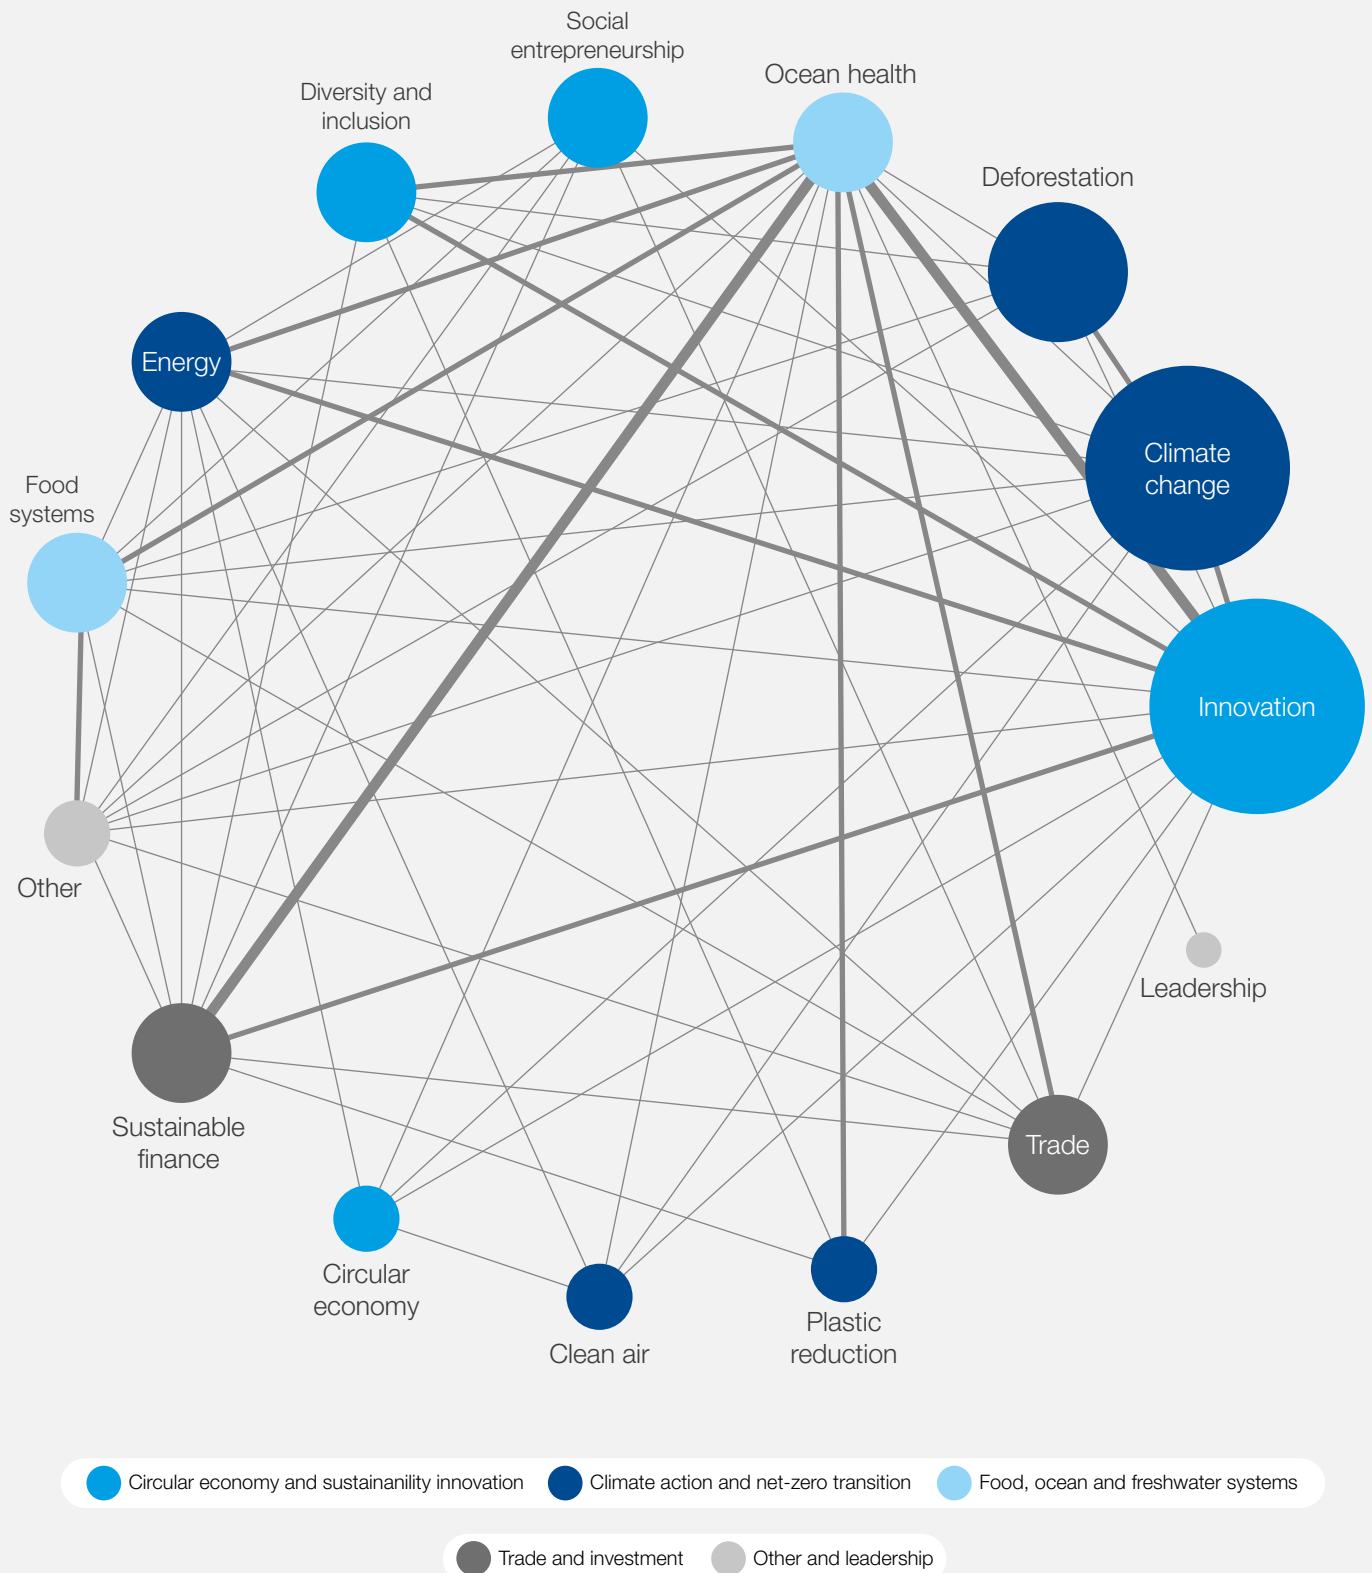 Social
entrepreneurship
Ocean health
Diversity and
inclusion
Deforestation
Energy
Climate
change
Food
systems
Innovation
Other
Leadership
Sustainable
finance
Trade
Circular
economy
Plastic
reduction
Clean air
Circular economy and sustainanility innovation
Climate action and net-zero transition
Food, ocean and freshwater systems
Trade and investment
Other and leadership